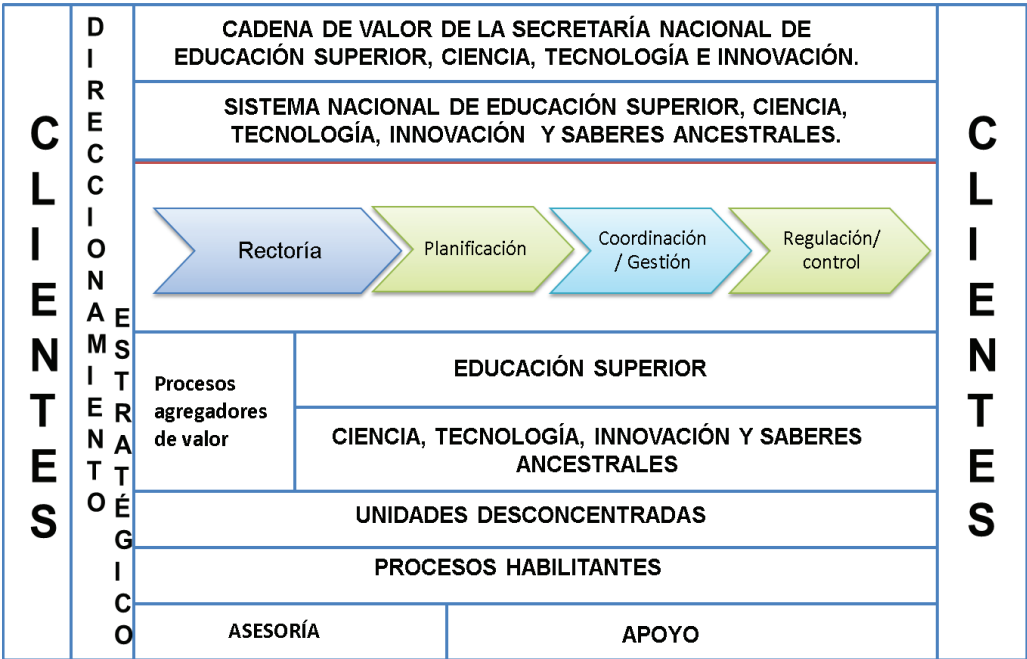 CLIENTES
DIRECCIONAMIENTO
ESTRATÉGICO
CADENA DE VALOR DE LA SECRETARÍA NACIONAL DE
EDUCACIÓN SUPERIOR, CIENCIA, TECNOLOGÍA E INNOVACIÓN.
SISTEMA NACIONAL DE EDUCACIÓN SUPERIOR, CIENCIA,
TECNOLOGÍA, INNOVACIÓN Y SABERES ANCESTRALES.
Rectoría
Planificación
Coordinación
/ Gestión
Regulación/
control
Procesos
agregadores
de valor
EDUCACIÓN SUPERIOR
CIENCIA, TECNOLOGÍA, INNOVACIÓN Y SABERES
ANCESTRALES
UNIDADES DESCONCENTRADAS
PROCESOS HABILITANTES
ASESORÍA
APOYO
CLIENTES